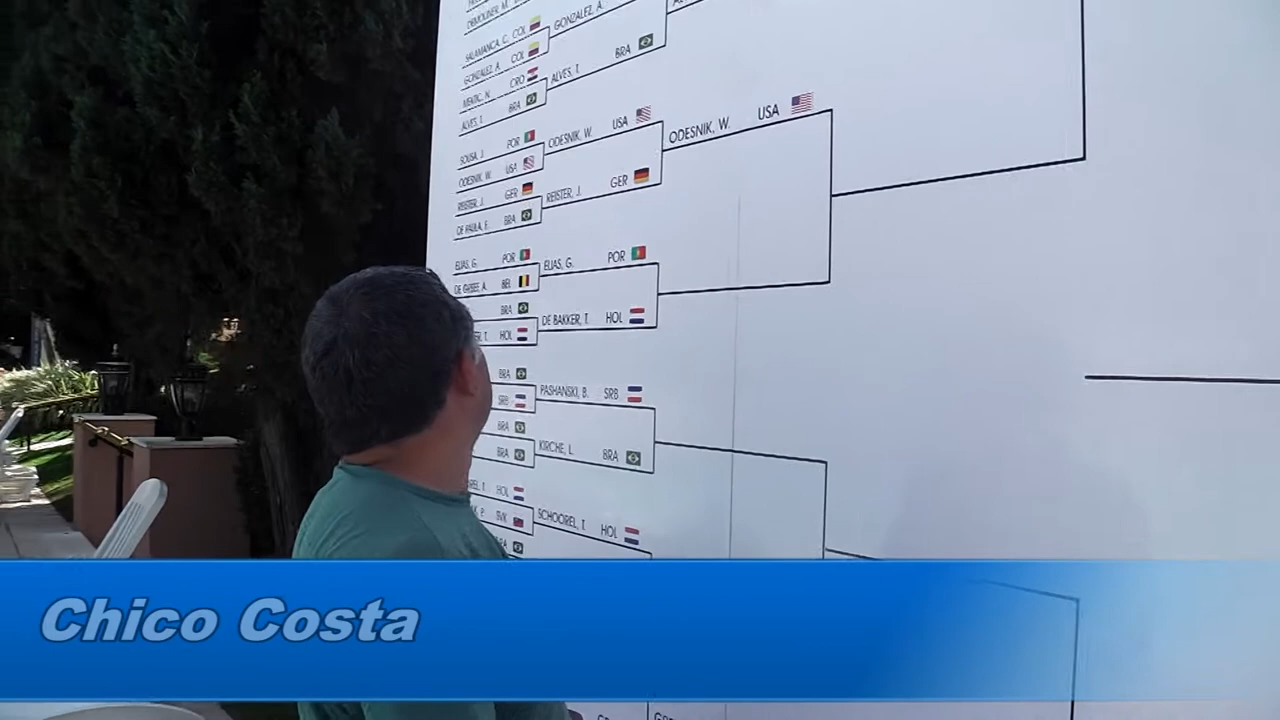 DEMOLINER, M.
SALAMANCA, C. COL
GONZALEZ, A. COL
GONZALEZ, A.
MEKTIC, N. CRO
ALVES, T. BRA
ALVES, T. BRA
SOUSA, J. POR
ODESNIK, W. USA
ODESNIK, W. USA
ODESNIK, W. USA
REISTER, J. GER
DE PAULA, F. BRA
REISTER, J. GER
ELIAS, G. POR
DE GREEF, A. BEL
ELIAS, G. POR
BRA
HOL
DE BAKKER, T. HOL
BRA
SRB
PASHANSKI, B. SRB
BRA
BRA
KIRCHE, L. BRA
HOL
SVK
SCHOOREL, T. HOL
Chico Costa